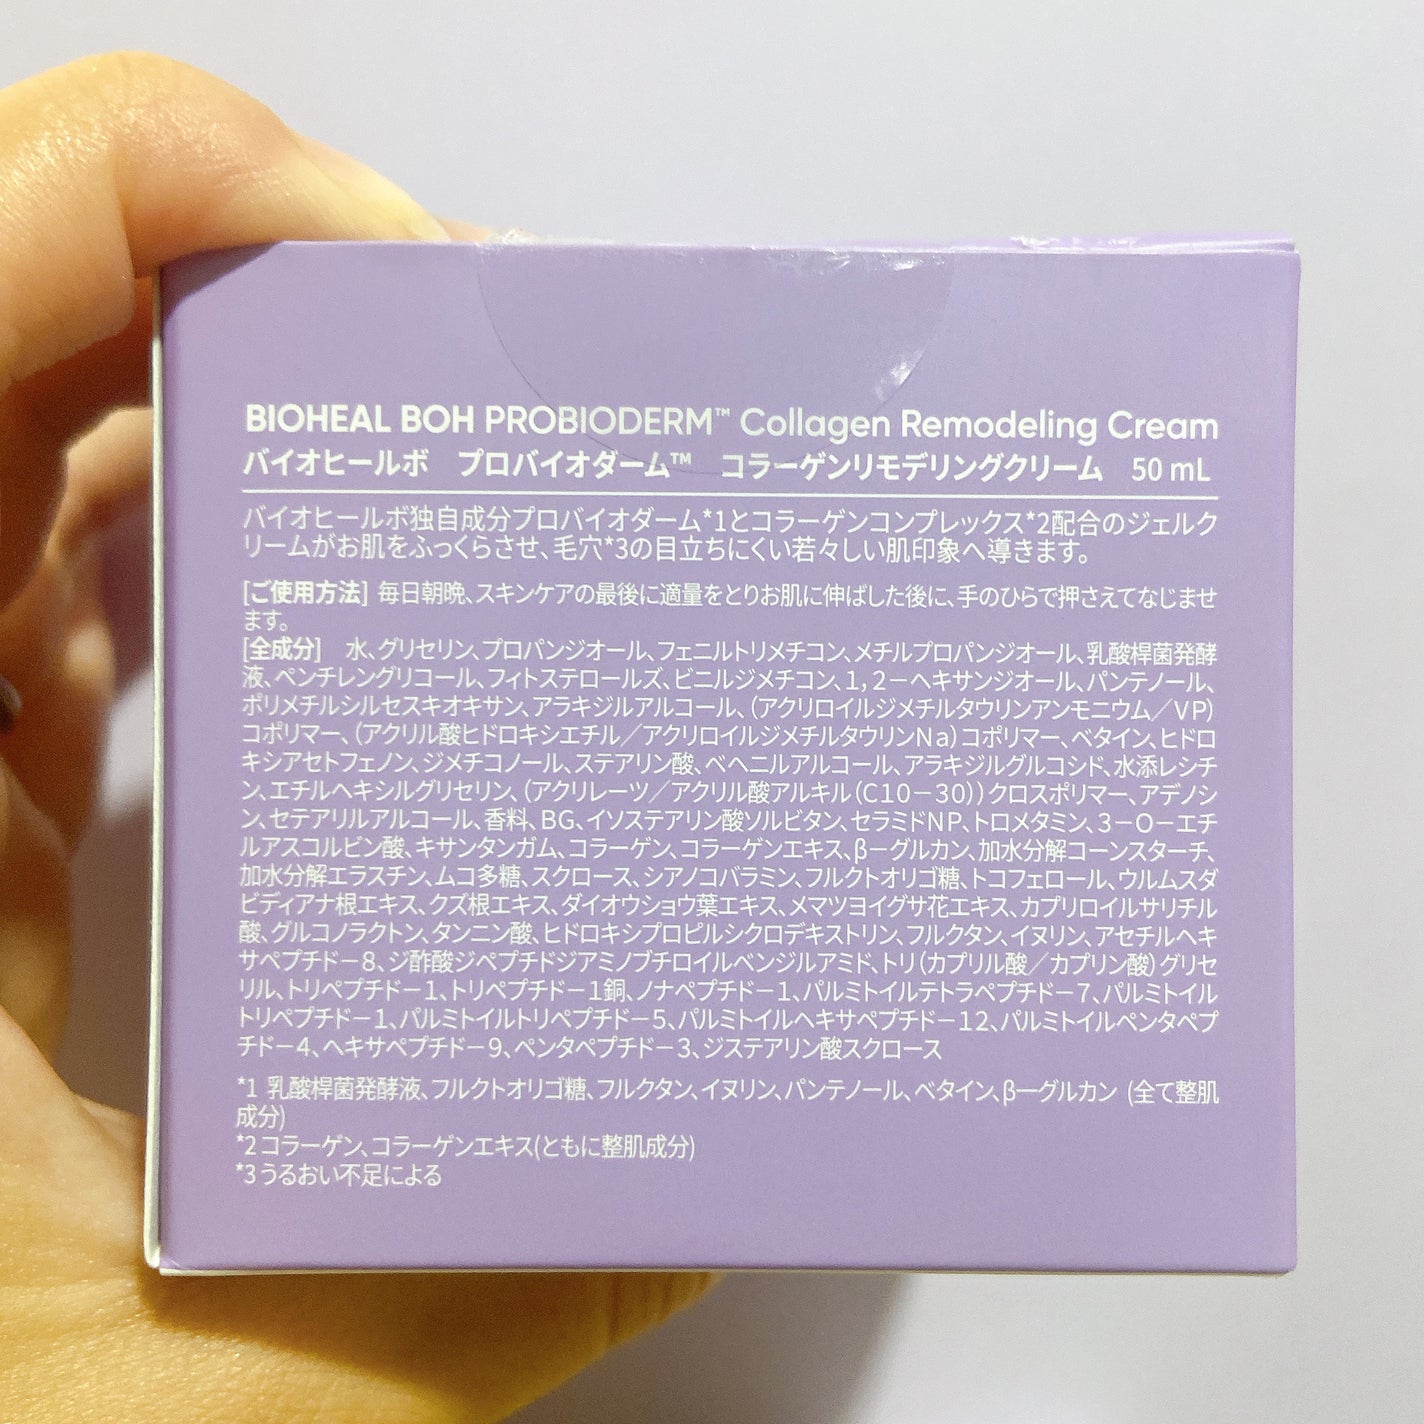 BIOHEAL BOH PROBIODERM™ Collagen Remodeling Cream
バイオヒールボ　プロバイオダーム™　コラーゲンリモデリングクリーム　50 mL
バイオヒールボ独自成分プロバイオダーム*1とコラーゲンコンプレックス*2配合のジェルク
リームがお肌をふっくらさせ、毛穴*3の目立ちにくい若々しい肌印象へ導きます。
[ご使用方法] 毎日朝晩、スキンケアの最後に適量をとりお肌に伸ばした後に、手のひらで押さえてなじませ
ます。
[全成分]　水、グリセリン、プロパンジオール、フェニルトリメチコン、メチルプロパンジオール、乳酸桿菌発酵
液、ペンチレングリコール、フィトステロールズ、ビニルジメチコン、1，2－ヘキサンジオール、パンテノール、
ポリメチルシルセスキオキサン、アラキジルアルコール、（アクリロイルジメチルタウリンアンモニウム／VP）
コポリマー、（アクリル酸ヒドロキシエチル／アクリロイルジメチルタウリンNa）コポリマー、ベタイン、ヒドロ
キシアセトフェノン、ジメチコノール、ステアリン酸、ベヘニルアルコール、アラキジルグルコシド、水添レシチ
ン、エチルヘキシルグリセリン、（アクリレーツ／アクリル酸アルキル（C10－30））クロスポリマー、アデノシ
ン、セテアリルアルコール、香料、BG、イソステアリン酸ソルビタン、セラミドNP、トロメタミン、3－O－エチ
ルアスコルビン酸、キサンタンガム、コラーゲン、コラーゲンエキス、β－グルカン、加水分解コーンスターチ、
加水分解エラスチン、ムコ多糖、スクロース、シアノコバラミン、フルクトオリゴ糖、トコフェロール、ウルムスダ
ビディアナ根エキス、クズ根エキス、ダイオウショウ葉エキス、メマツヨイグサ花エキス、カプリロイルサリチル
酸、グルコノラクトン、タンニン酸、ヒドロキシプロピルシクロデキストリン、フルクタン、イヌリン、アセチルヘキ
サペプチド－8、ジ酢酸ジペプチドジアミノブチロイルベンジルアミド、トリ（カプリル酸／カプリン酸）グリセ
リル、トリペプチド－1、トリペプチド－1銅、ノナペプチド－1、パルミトイルテトラペプチド－7、パルミトイル
トリペプチド－1、パルミトイルトリペプチド－5、パルミトイルヘキサペプチド－12、パルミトイルペンタペプ
チド－4、ヘキサペプチド－9、ペンタペプチド－3、ジステアリン酸スクロース
*1 乳酸桿菌発酵液、フルクトオリゴ糖、フルクタン、イヌリン、パンテノール、ベタイン、β—グルカン (全て整肌
成分)
*2コラーゲン、コラーゲンエキス(ともに整肌成分)
*3うるおい不足による